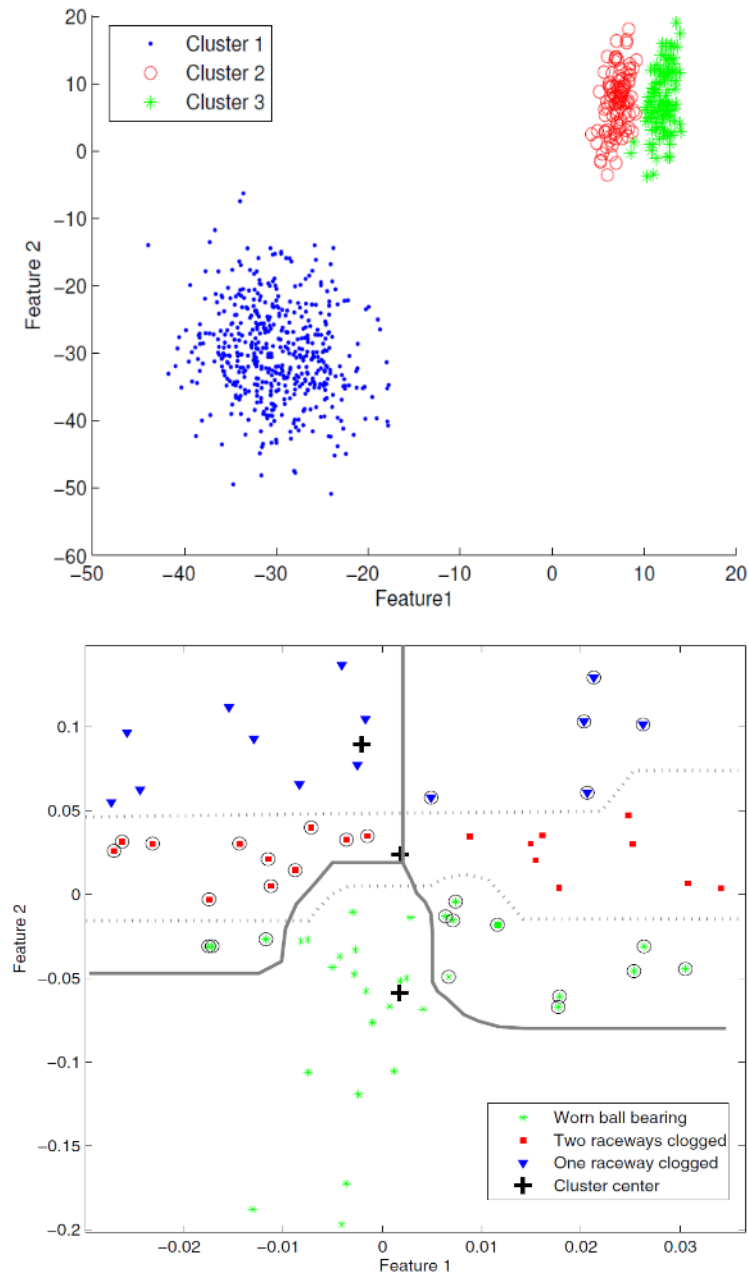 20
10
0
−10
−20
−30
−40
−50
−60
Feature 2
Cluster 1
Cluster 2
Cluster 3
−50 −40 −30 −20 −10 0 10 20
Feature1
0.1
0.05
0
−0.05
−0.1
−0.15
−0.2
Feature 2
Worn ball bearing
Two raceways clogged
One raceway clogged
Cluster center
−0.02 −0.01 0 0.01 0.02 0.03
Feature 1